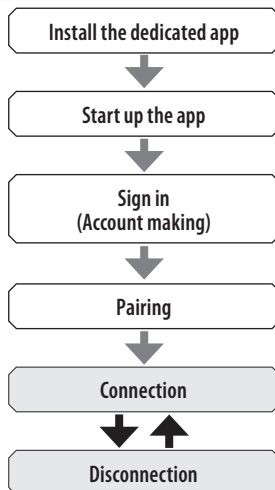 Install the dedicated app
Start up the app
Sign in
(Account making)
Pairing
Connection
Disconnection